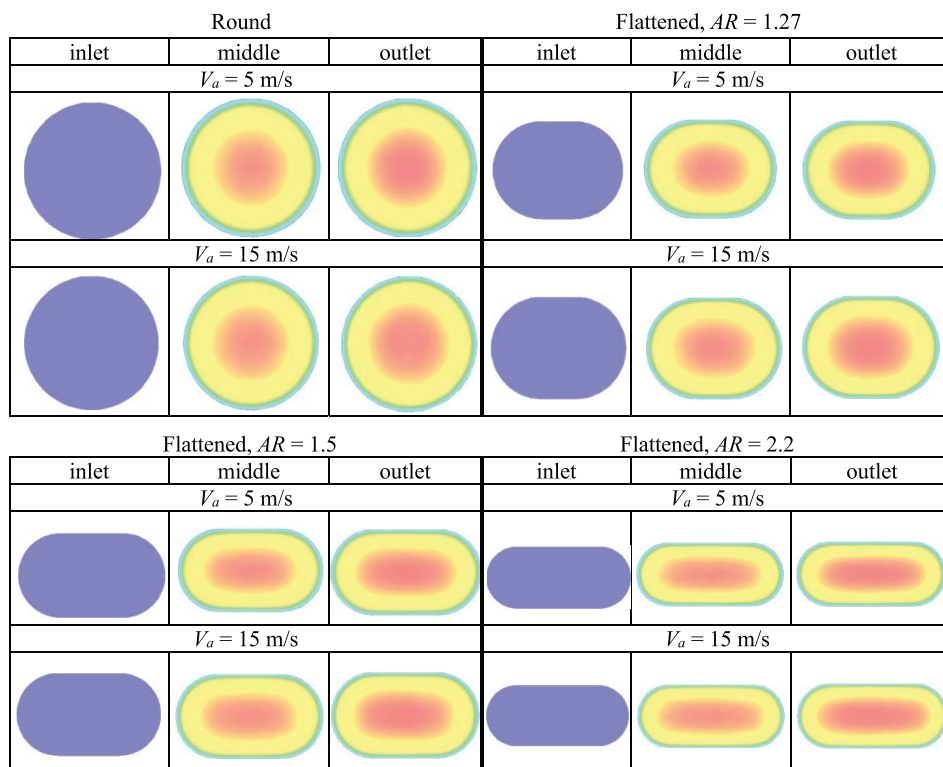 Round
inlet middle outlet
Vₐ = 5 m/s
Vₐ = 15 m/s
Flattened, AR = 1.27
inlet middle outlet
Vₐ = 5 m/s
Vₐ = 15 m/s
Flattened, AR = 1.5
inlet middle outlet
Vₐ = 5 m/s
Vₐ = 15 m/s
Flattened, AR = 2.2
inlet middle outlet
Vₐ = 5 m/s
Vₐ = 15 m/s